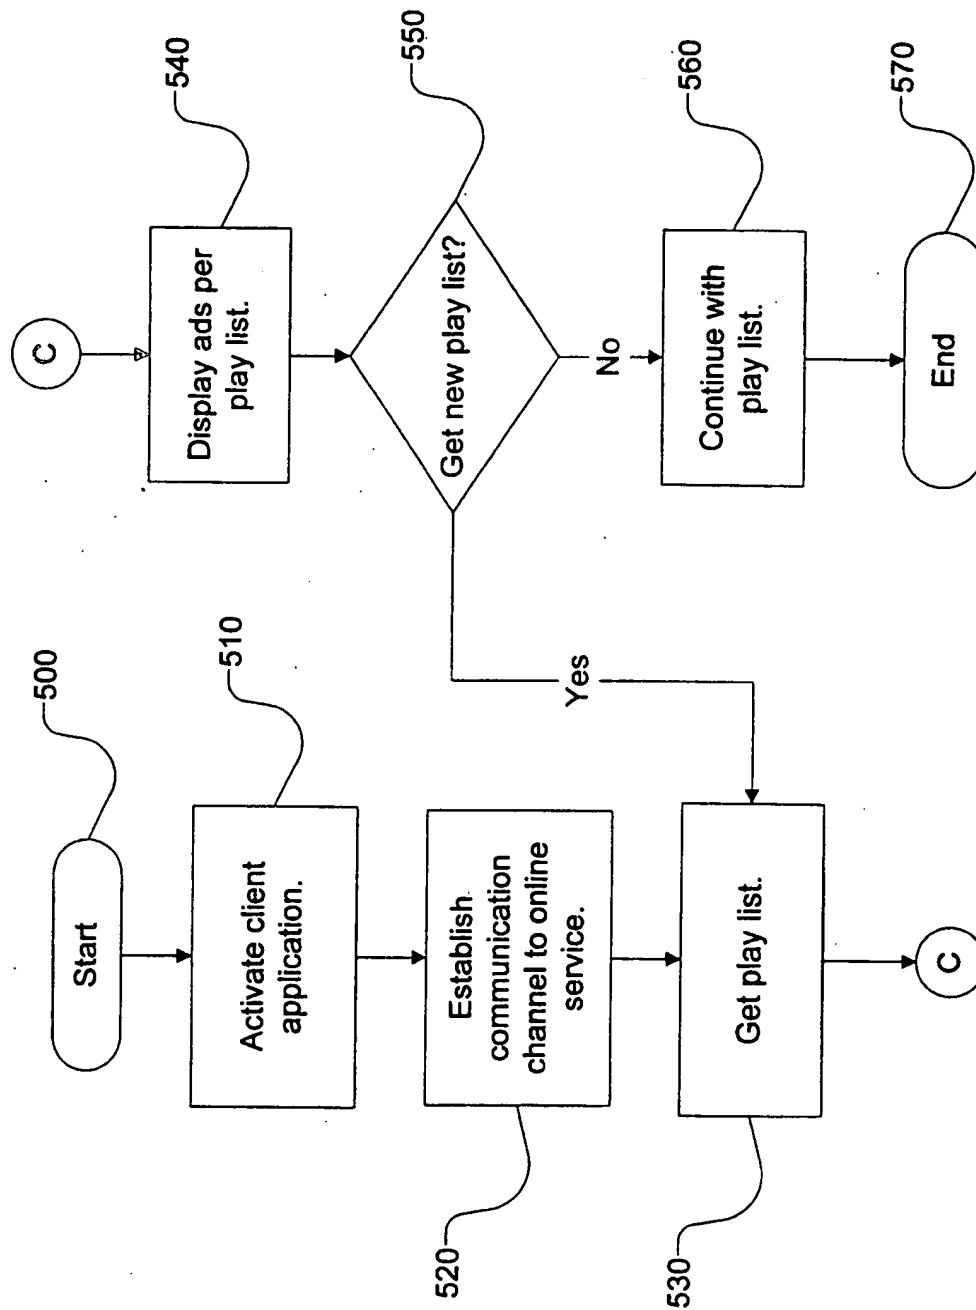 500
Start
510
Activate client
application.
520
Establish
communication
channel to online
service.
530
Get play list.
C
C
540
Display ads per
play list.
550
Get new play list?
Yes
No
560
Continue with
play list.
570
End